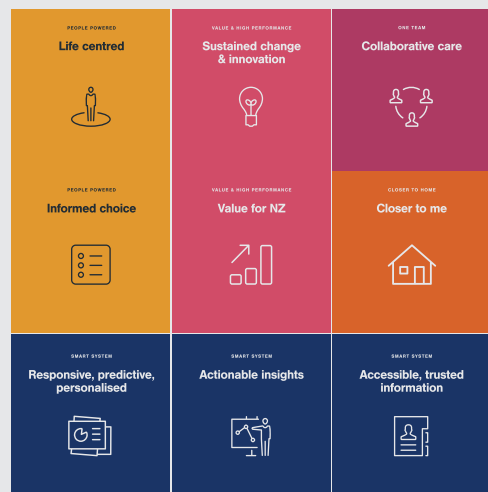 PEOPLE POWERED
Life centred
VALUE & HIGH PERFORMANCE
Sustained change
& innovation
ONE TEAM
Collaborative care
PEOPLE POWERED
Informed choice
VALUE & HIGH PERFORMANCE
Value for NZ
CLOSER TO HOME
Closer to me
SMART SYSTEM
Responsive, predictive,
personalised
SMART SYSTEM
Actionable insights
SMART SYSTEM
Accessible, trusted
information